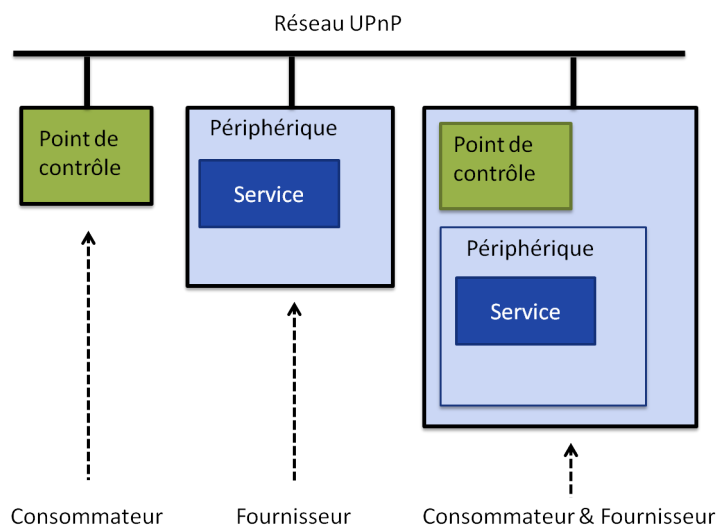 Réseau UPnP
Point de
contrôle
Périphérique
Service
Point de
contrôle
Périphérique
Service
Consommateur
Fournisseur
Consommateur & Fournisseur